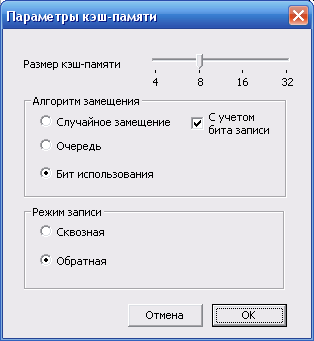 Параметры кэш-памяти
Размер кэш-памяти
4 8 16 32
Алгоритм замещения
Случайное замещение
С учетом
бита записи
Очередь
Бит использования
Режим записи
Сквозная
Обратная
Отмена OK